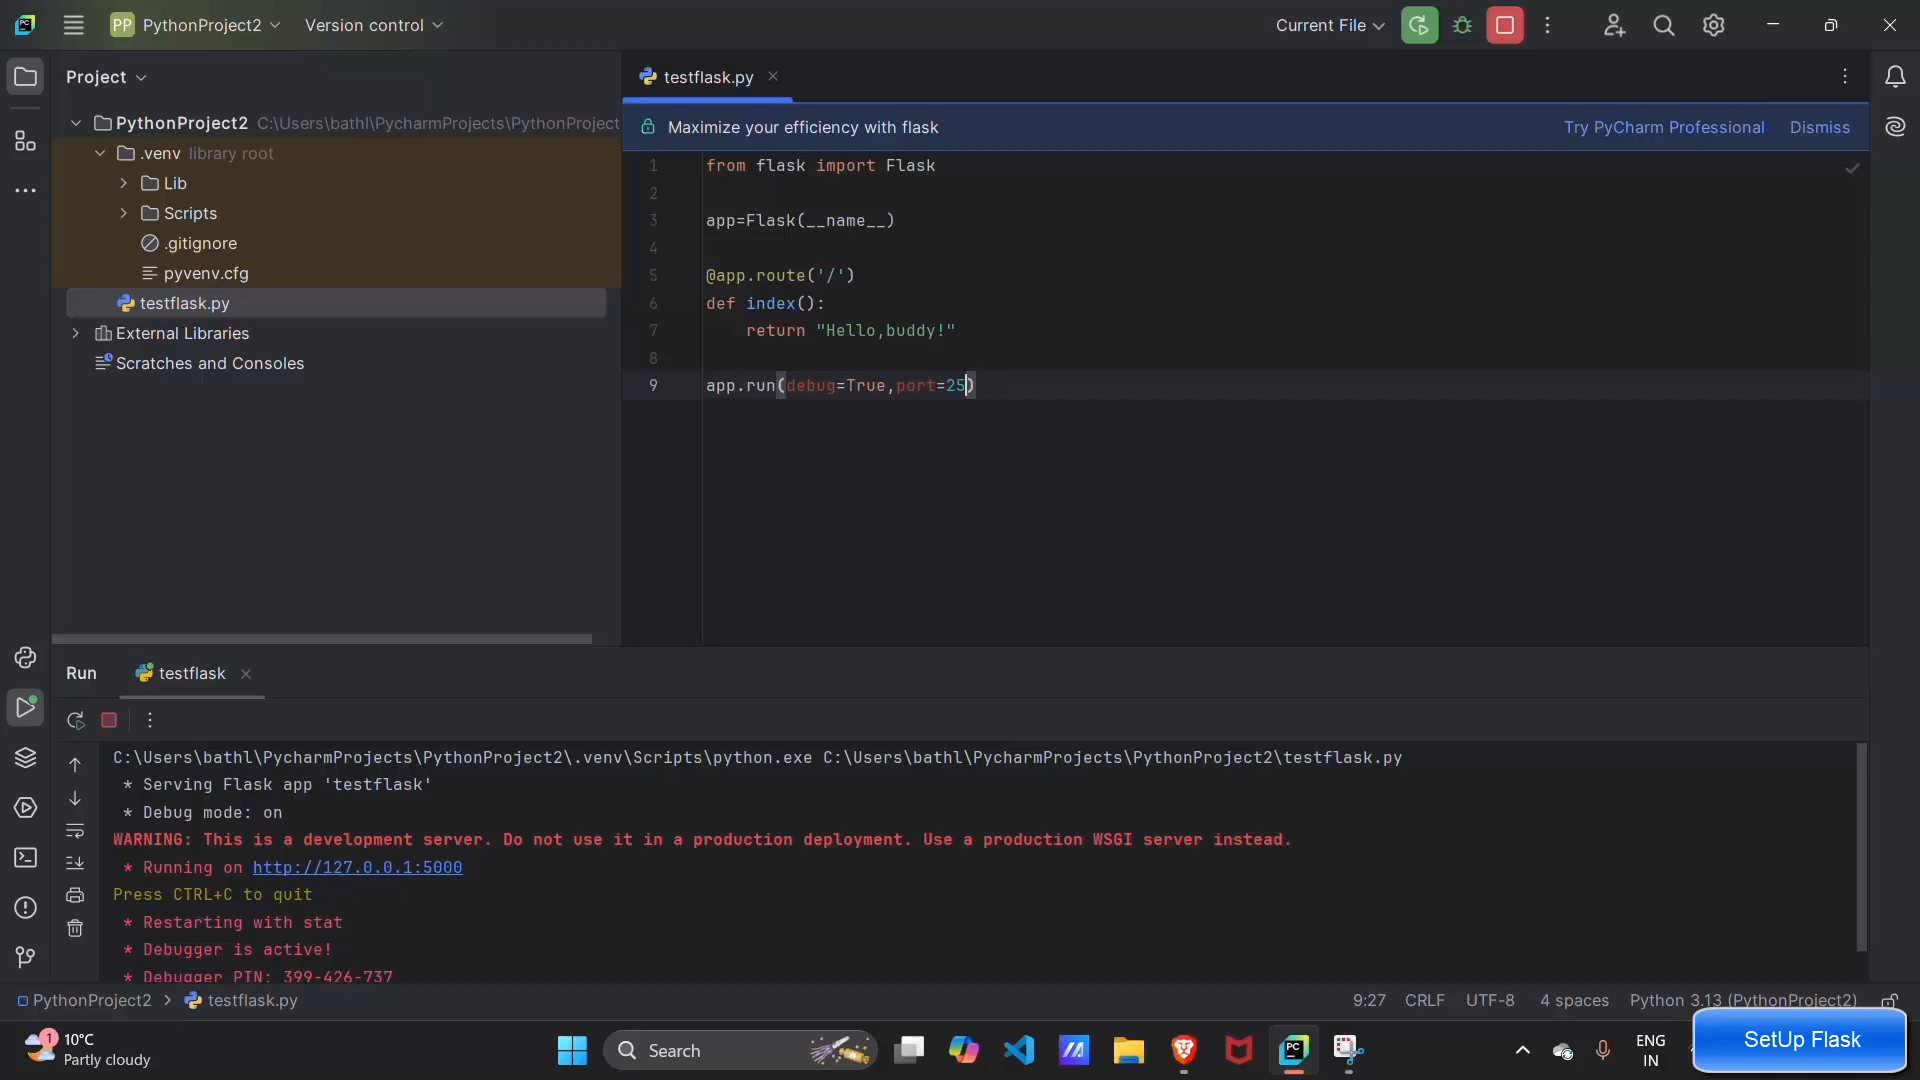 PP PythonProject2 Version control Current File
Project
testflask.py
Maximize your efficiency with flask Try PyCharm Professional Dismiss
PythonProject2 C:\Users\bathl\PycharmProjects\PythonProject
.venv library root
Lib
Scripts
.gitignore
pyvenv.cfg
testflask.py
External Libraries
Scratches and Consoles
1 from flask import Flask
2
3 app=Flask(__name__)
4
5 @app.route('/')
6 def index():
7 return "Hello,buddy!"
8
9 app.run(debug=True,port=25)
Run testflask
C:\Users\bathl\PycharmProjects\PythonProject2\.venv\Scripts\python.exe C:\Users\bathl\PycharmProjects\PythonProject2\testflask.py
* Serving Flask app 'testflask'
* Debug mode: on
WARNING: This is a development server. Do not use it in a production deployment. Use a production WSGI server instead.
* Running on http://127.0.0.1:5000
Press CTRL+C to quit
* Restarting with stat
* Debugger is active!
* Debugger PIN: 399-426-737
PythonProject2 testflask.py 9:27 CRLF UTF-8 4 spaces Python 3.13 (PythonProject2)
1 10°C
Partly cloudy
Search
PC
ENG
IN
SetUp Flask